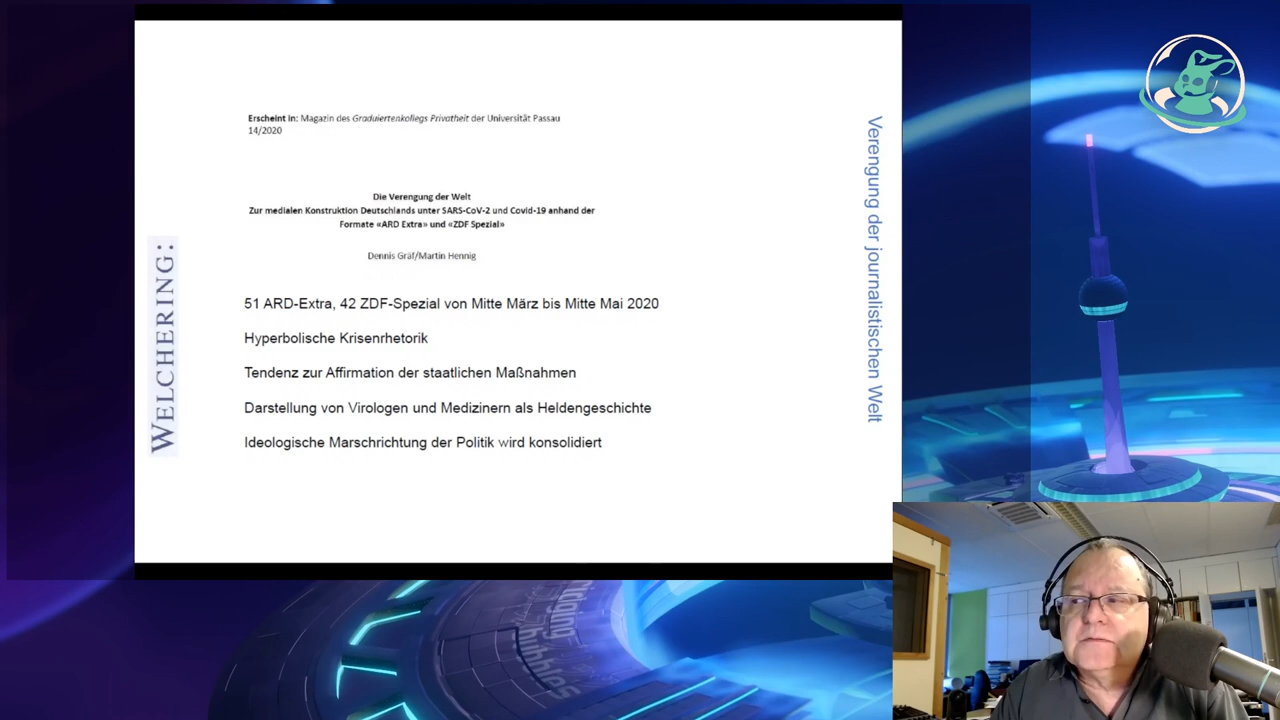 Erscheint in: Magazin des Graduiertenkollegs Privatheit der Universität Passau
14/2020
Die Verengung der Welt
Zur medialen Konstruktion Deutschlands unter SARS-CoV-2 und Covid-19 anhand der
Formate «ARD Extra» und «ZDF Spezial»
Dennis Gräf/Martin Hennig
WELCHERING:
51 ARD-Extra, 42 ZDF-Spezial von Mitte März bis Mitte Mai 2020
Hyperbolische Krisenrhetorik
Tendenz zur Affirmation der staatlichen Maßnahmen
Darstellung von Virologen und Medizinern als Heldengeschichte
Ideologische Marschrichtung der Politik wird konsolidiert
Verengung der journalistischen Welt